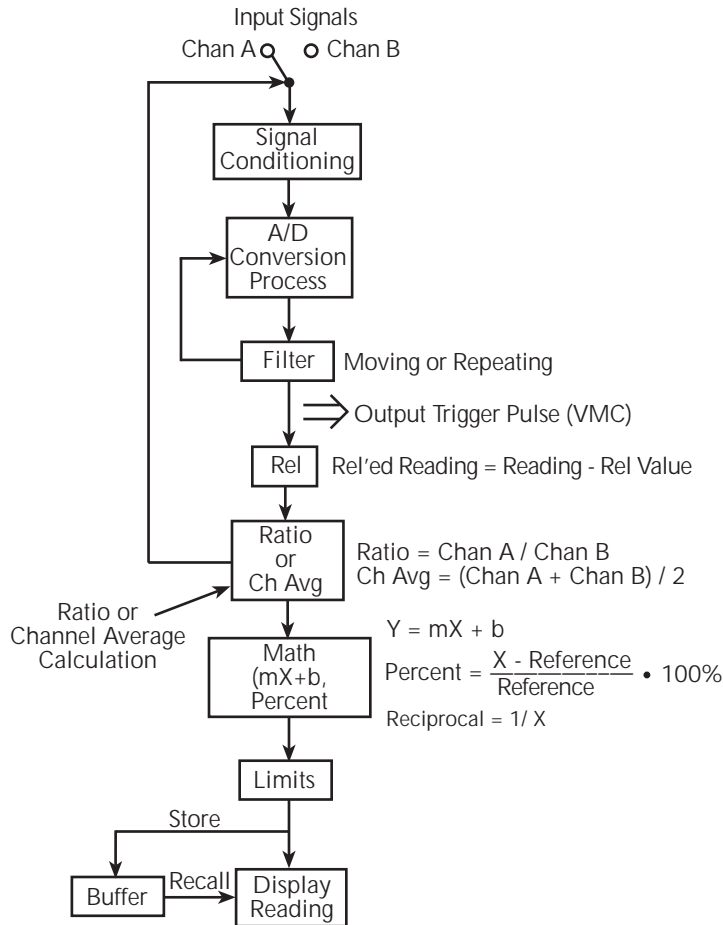 Input Signals
Chan A
Chan B
Signal
Conditioning
A/D
Conversion
Process
Filter
Moving or Repeating
Output Trigger Pulse (VMC)
Rel
Rel'ed Reading = Reading - Rel Value
Ratio
or
Ch Avg
Ratio = Chan A / Chan B
Ch Avg = (Chan A + Chan B) / 2
Ratio or
Channel Average
Calculation
Math
(mX+b,
Percent
Y = mX + b
Percent = X - Reference / Reference • 100%
Reciprocal = 1/ X
Limits
Store
Buffer
Recall
Display
Reading